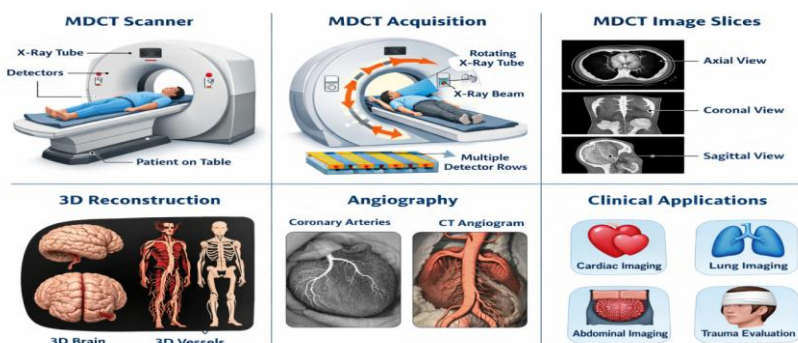 MDCT Scanner
X-Ray Tube
Detectors
Patient on Table
MDCT Acquisition
Rotating
X-Ray Tube
X-Ray Beam
Multiple
Detector Rows
MDCT Image Slices
Axial View
Coronal View
Sagittal View
3D Reconstruction
3D Brain
3D Vessels
Angiography
Coronary Arteries
CT Angiogram
Clinical Applications
Cardiac Imaging
Lung Imaging
Abdominal Imaging
Trauma Evaluation